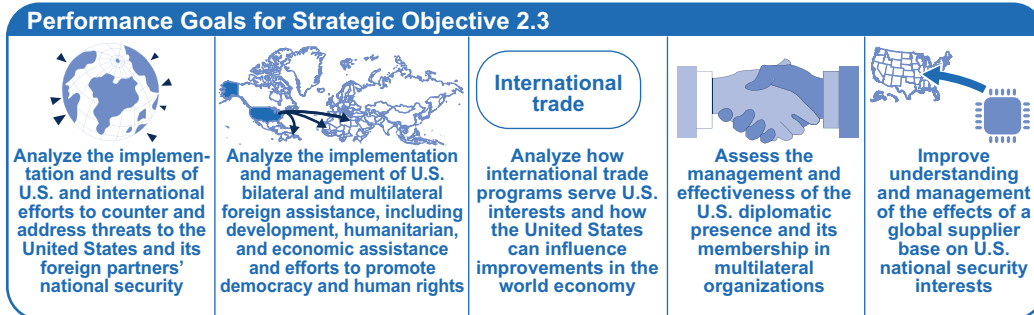 Performance Goals for Strategic Objective 2.3
Analyze the implemen-
tation and results of
U.S. and international
efforts to counter and
address threats to the
United States and its
foreign partners’
national security
Analyze the implementation
and management of U.S.
bilateral and multilateral
foreign assistance, including
development, humanitarian,
and economic assistance
and efforts to promote
democracy and human rights
International
trade
Analyze how
international trade
programs serve U.S.
interests and how
the United States
can influence
improvements in the
world economy
Assess the
management and
effectiveness of the
U.S. diplomatic
presence and its
membership in
multilateral
organizations
Improve
understanding
and management
of the effects of a
global supplier
base on U.S.
national security
interests